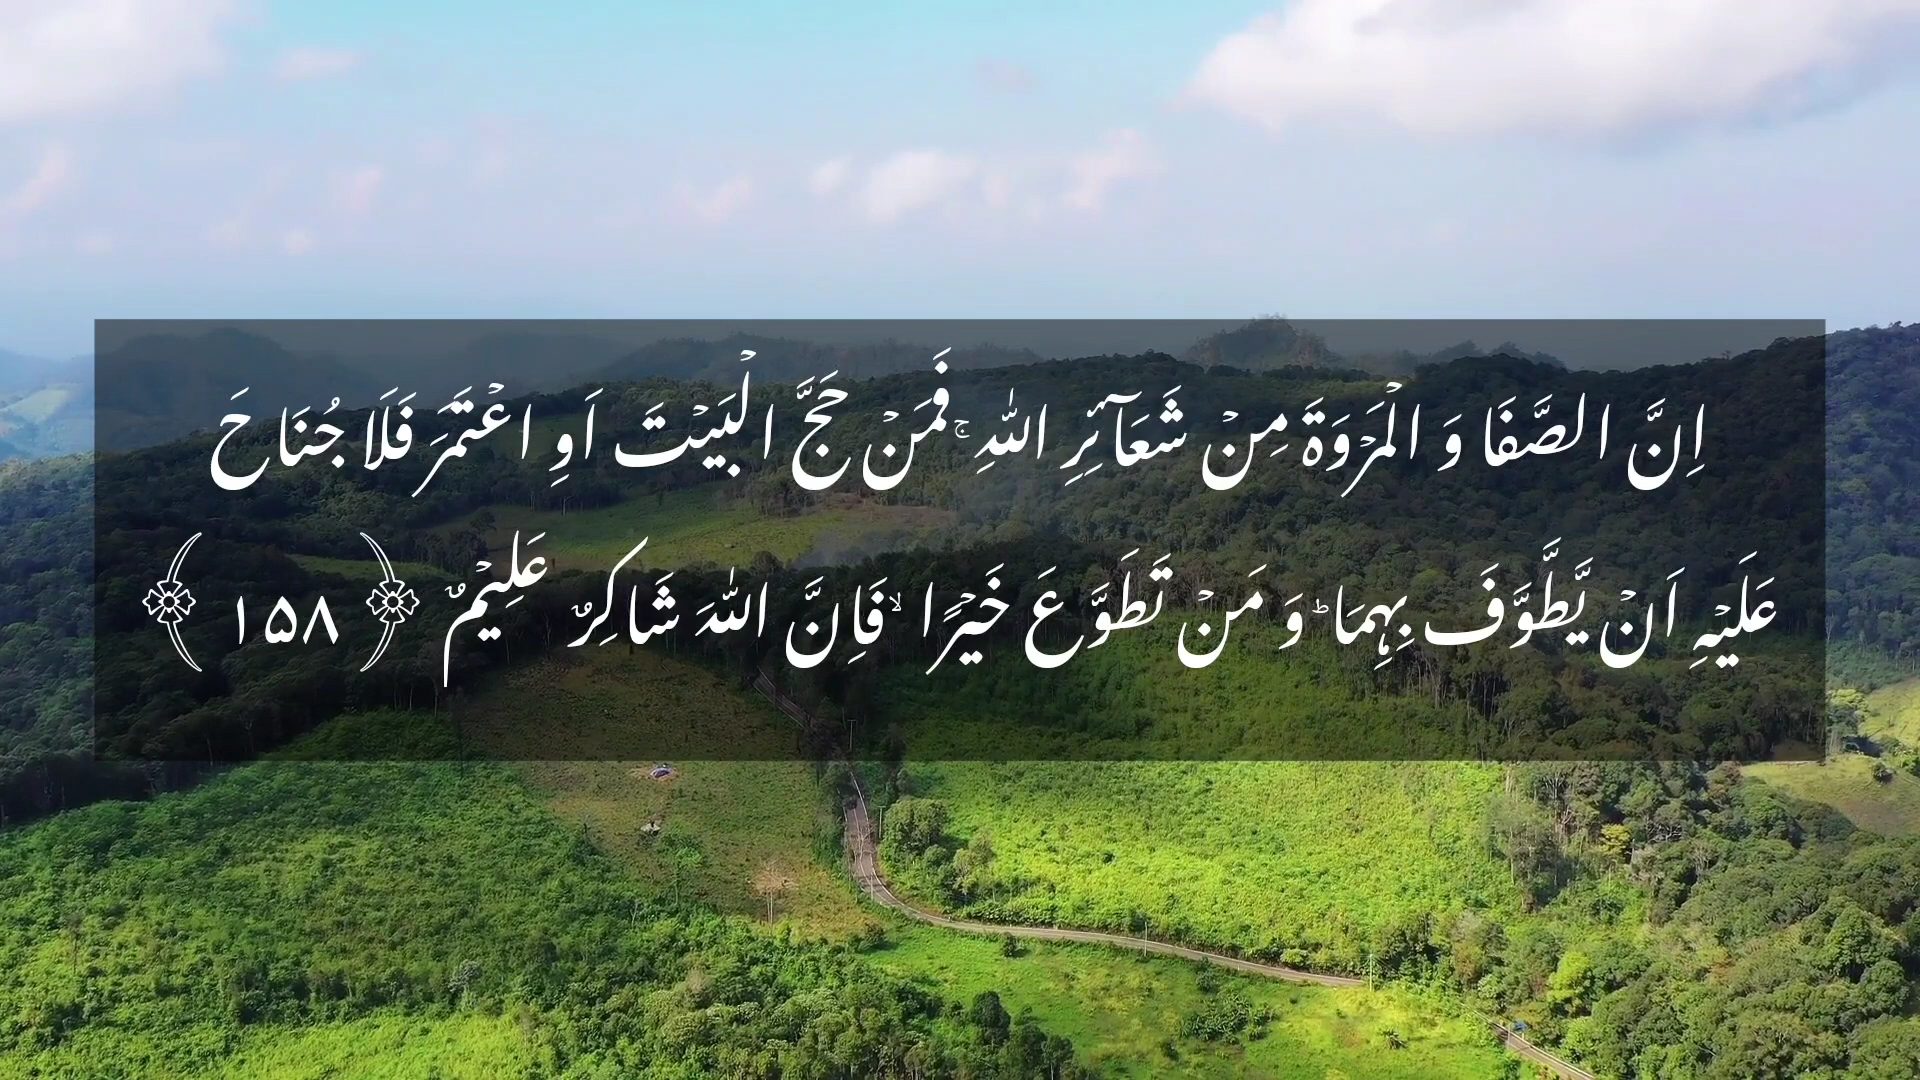 اِنَّ الصَّفَا وَ الْمَرْوَةَ مِنْ شَعَآئِرِ اللّٰهِ ۚ فَمَنْ حَجَّ الْبَيْتَ اَوِ اعْتَمَرَ فَلَا جُنَاحَ
عَلَيْهِ اَنْ يَّطَّوَّفَ بِهِمَا ؕ وَ مَنْ تَطَوَّعَ خَيْرًا ۙ فَاِنَّ اللّٰهَ شَاكِرٌ عَلِيْمٌ ﴿۱۵۸﴾